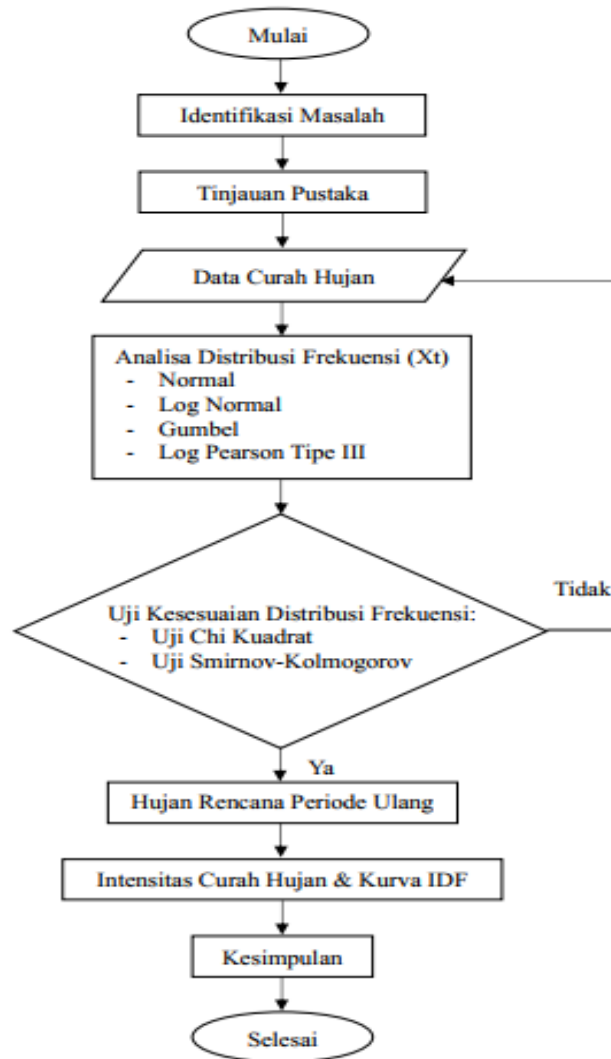 Mulai
Identifikasi Masalah
Tinjauan Pustaka
Data Curah Hujan
Analisa Distribusi Frekuensi (Xt)
- Normal
- Log Normal
- Gumbel
- Log Pearson Tipe III
Uji Kesesuaian Distribusi Frekuensi:
- Uji Chi Kuadrat
- Uji Smirnov-Kolmogorov
Tidak
Ya
Hujan Rencana Periode Ulang
Intensitas Curah Hujan & Kurva IDF
Kesimpulan
Selesai